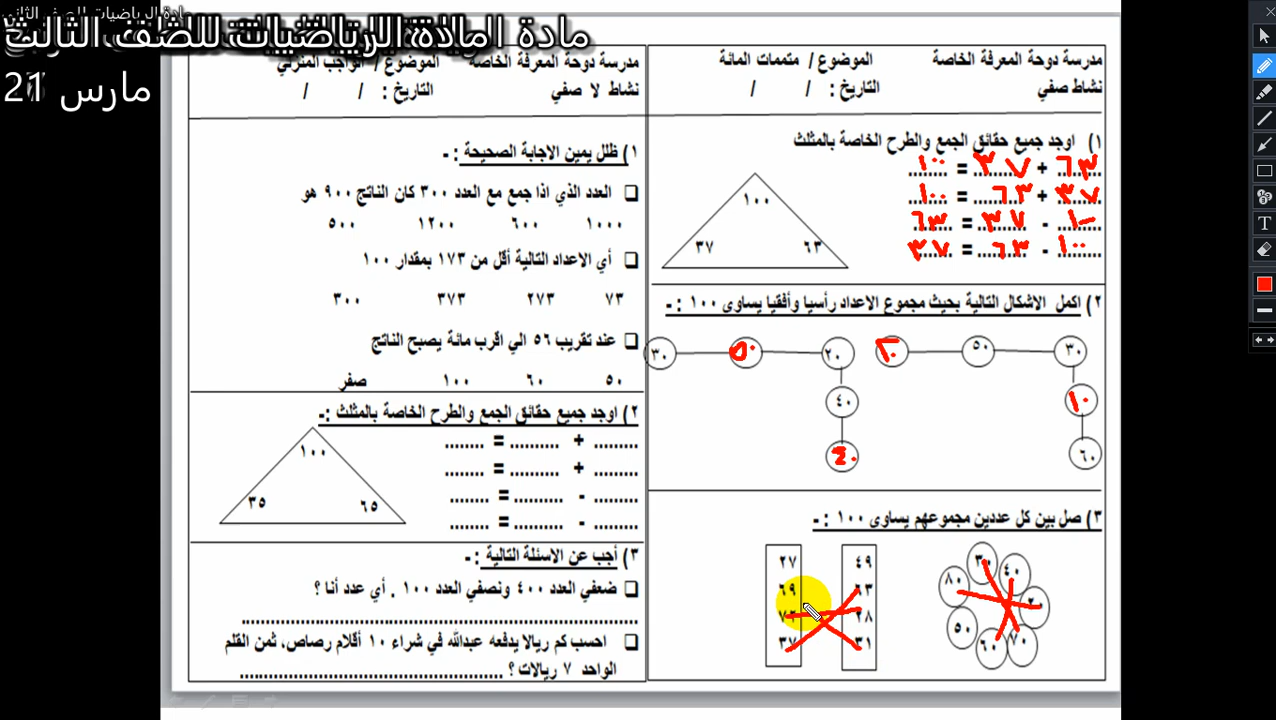 مادة الرياضيات للصف الثالث
21 مارس
مدرسة دوحة المعرفة الخاصة الموضوع / متممات المائة
نشاط صفي التاريخ : / /
١) اوجد جميع حقائق الجمع والطرح الخاصة بالمثلث
٦٣ + ٣٧ = ١٠٠
٣٧ + ٦٣ = ١٠٠
١٠٠ - ٣٧ = ٦٣
١٠٠ - ٦٣ = ٣٧
١٠٠
٦٣ ٣٧
٢) اكمل الاشكال التالية بحيث مجموع الاعداد رأسيا وأفقيا يساوى ١٠٠ :-
٣٠ ٥٠ ٢٠ ٢٠ ٥٠ ٣٠
١٠ ٤٠
٦٠ ٤٠
٣) صل بين كل عددين مجموعهم يساوى ١٠٠ :-
٣٠ ٤٠ ٢٠ ٧٠ ٦٠ ٥٠ ٨٠
٤٩ ٢٧
٦٣ ٦٩
٢٨ ٧٢
٣١ ٣٧
مدرسة دوحة المعرفة الخاصة الموضوع / الواجب المنزلي
نشاط لا صفي التاريخ : / /
١) ظلل يمين الاجابة الصحيحة :-
العدد الذي اذا جمع مع العدد ٣٠٠ كان الناتج ٩٠٠ هو
١٠٠٠ ٦٠٠ ١٢٠٠ ٥٠٠
أي الاعداد التالية أقل من ١٧٣ بمقدار ١٠٠
٧٣ ٢٧٣ ٣٧٣ ٣٠٠
عند تقريب ٥٦ الي اقرب مائة يصبح الناتج
٥٠ ٦٠ ١٠٠ صفر
٢) اوجد جميع حقائق الجمع والطرح الخاصة بالمثلث :-
......... + .......... = ........
......... + .......... = ........
......... - .......... = ........
......... - .......... = ........
١٠٠
٦٥ ٣٥
٣) أجب عن الاسئلة التالية :-
ضعفي العدد ٤٠٠ ونصفي العدد ١٠٠ . أي عدد أنا ؟
احسب كم ريالا يدفعه عبدالله في شراء ١٠ أقلام رصاص، ثمن القلم
الواحد ٧ ريالات ؟ ..................